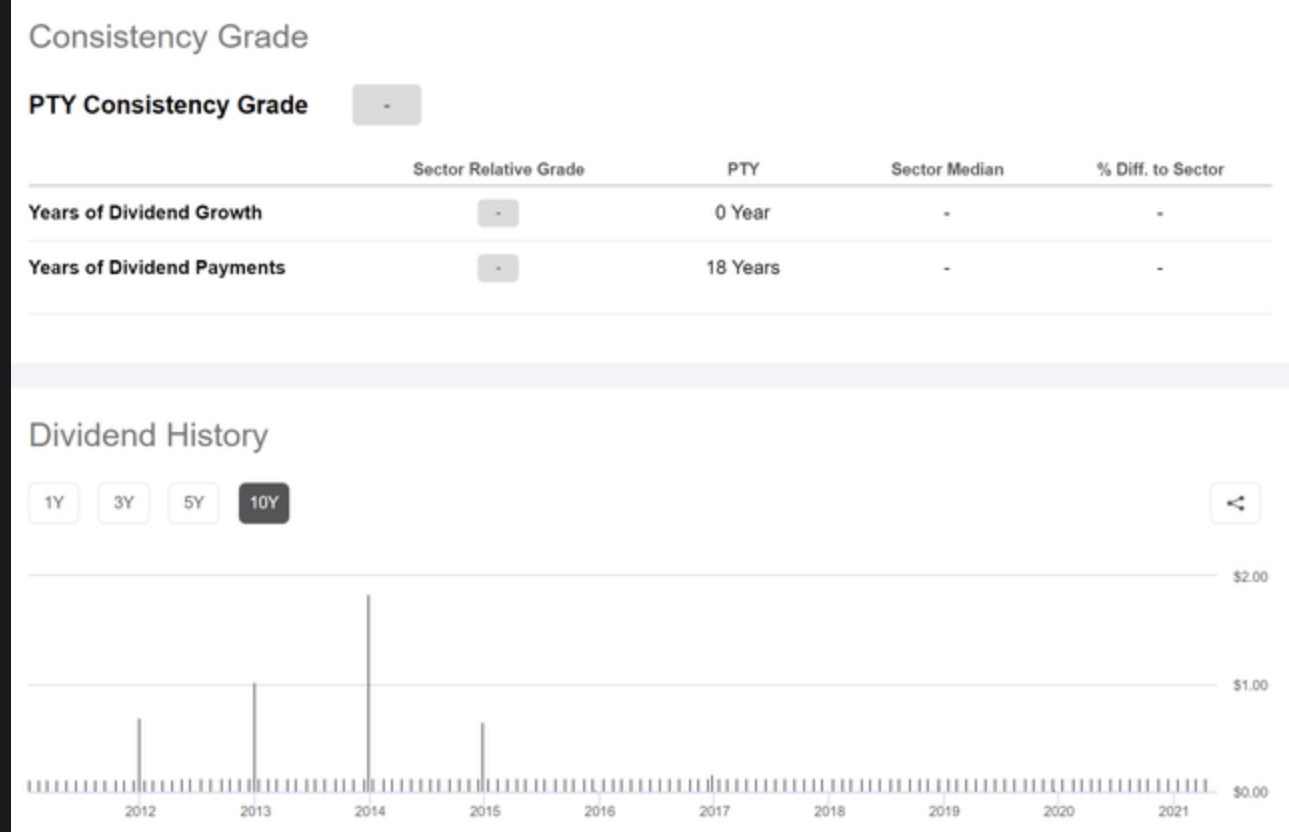 Consistency Grade
PTY Consistency Grade -
Sector Relative Grade PTY Sector Median % Diff. to Sector
Years of Dividend Growth - 0 Year - -
Years of Dividend Payments - 18 Years - -
Dividend History
1Y 3Y 5Y 10Y
$2.00
$1.00
$0.00
2012 2013 2014 2015 2016 2017 2018 2019 2020 2021